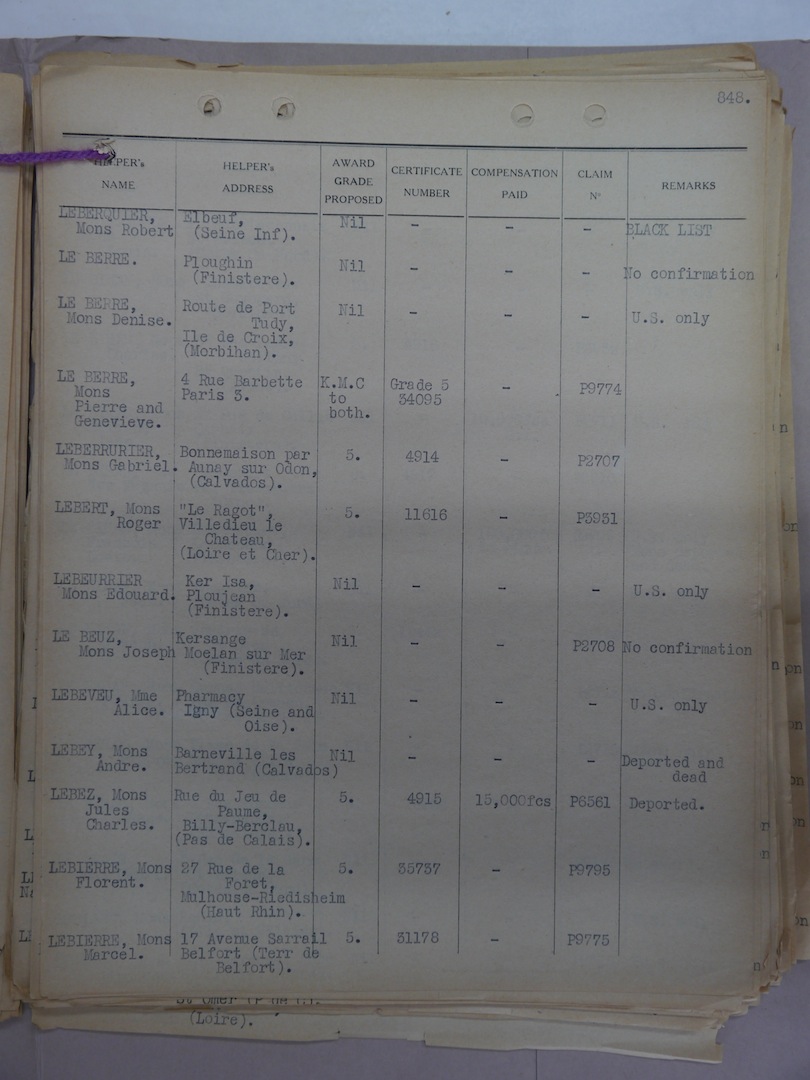 848.
HELPER's NAME HELPER's ADDRESS AWARD GRADE PROPOSED CERTIFICATE NUMBER COMPENSATION PAID CLAIM N° REMARKS
LEBERQUIER, Elbeuf, Nil - - - BLACK LIST
Mons Robert (Seine Inf).
LE BERRE. Ploughin Nil - - - No confirmation
(Finistere).
LE BERRE, Route de Port Nil - - - U.S. only
Mons Denise. Tudy,
Ile de Croix,
(Morbihan).
LE BERRE, 4 Rue Barbette K.M.C Grade 5 - P9774
Mons Paris 3. to 34095
Pierre and both.
Genevieve.
LEBERRURIER, Bonnemaison par 5. 4914 - P2707
Mons Gabriel. Aunay sur Odon,
(Calvados).
LEBERT, Mons "Le Ragot", 5. 11616 - P3931
Roger Villedieu le
Chateau,
(Loire et Cher).
LEBEURRIER Ker Isa, Nil - - - U.S. only
Mons Edouard. Ploujean
(Finistere).
LE BEUZ, Kersange Nil - - P2708 No confirmation
Mons Joseph Moelan sur Mer
(Finistere).
LEBEVEU, Mme Pharmacy Nil - - - U.S. only
Alice. Igny (Seine and
Oise).
LEBEY, Mons Barneville les Nil - - - Deported and
Andre. Bertrand (Calvados) dead
LEBEZ, Mons Rue du Jeu de 5. 4915 15,000fcs P6561 Deported.
Jules Paume,
Charles. Billy-Berclau,
(Pas de Calais).
LEBIERRE, Mons 27 Rue de la 5. 35737 - P9795
Florent. Foret,
Mulhouse-Riedisheim
(Haut Rhin).
LEBIERRE, Mons 17 Avenue Sarrail 5. 31178 - P9775
Marcel. Belfort (Terr de
Belfort).
(Loire).